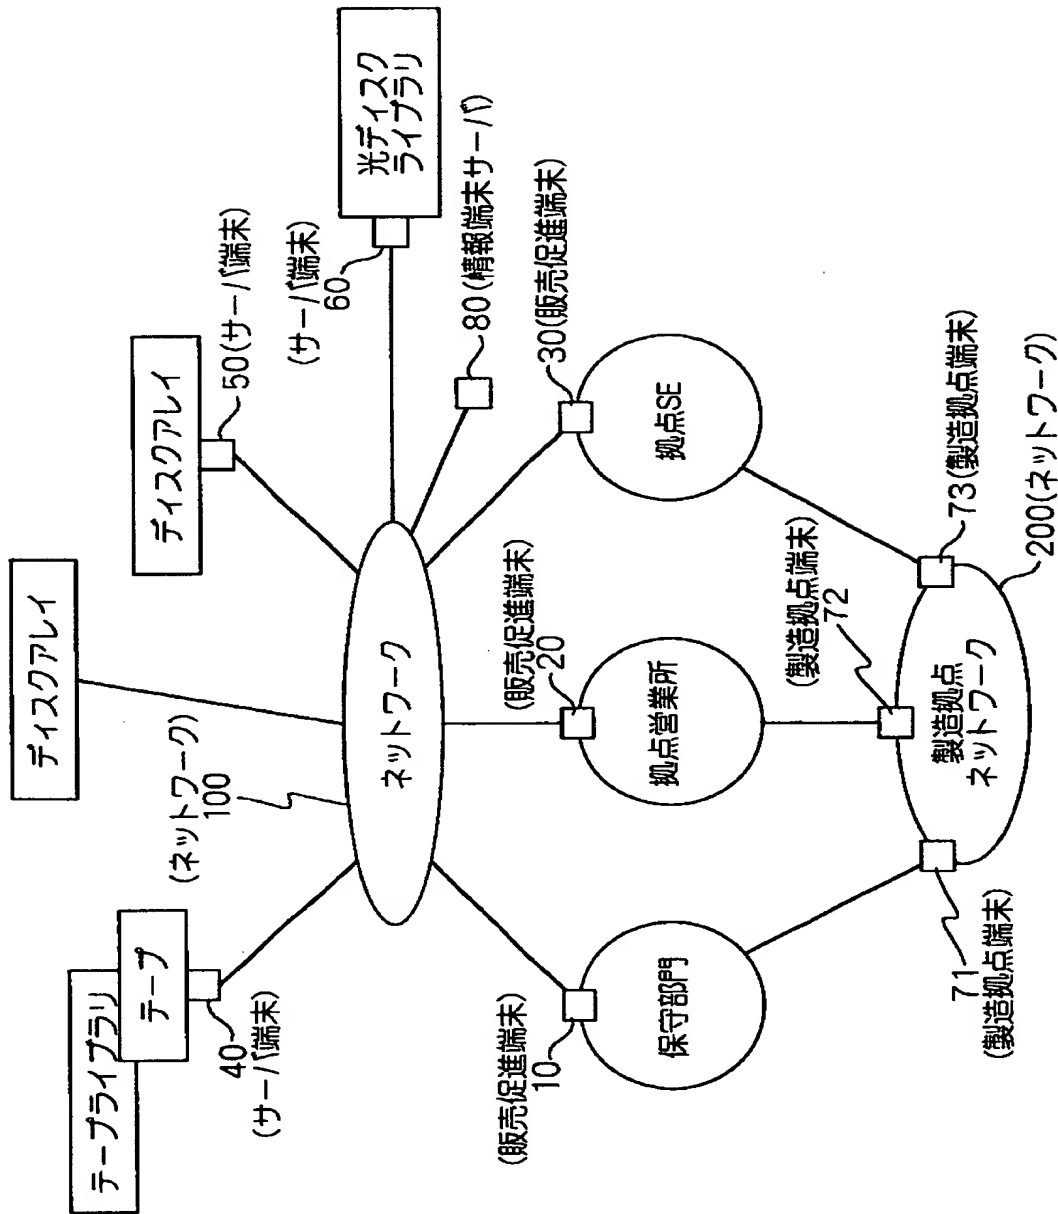 テープライブラリ
テープ
40
(サーバ端末)
ディスクアレイ
(ネットワーク)
100
ディスクアレイ
50(サーバ端末)
(サーバ端末)
60
光ディスク
ライブラリ
80(情報端末サーバ)
ネットワーク
(販売促進端末)
10
保守部門
(販売促進端末)
20
拠点営業所
30(販売促進端末)
拠点SE
71
(製造拠点端末)
(製造拠点端末)
72
73(製造拠点端末)
製造拠点
ネットワーク
200(ネットワーク)